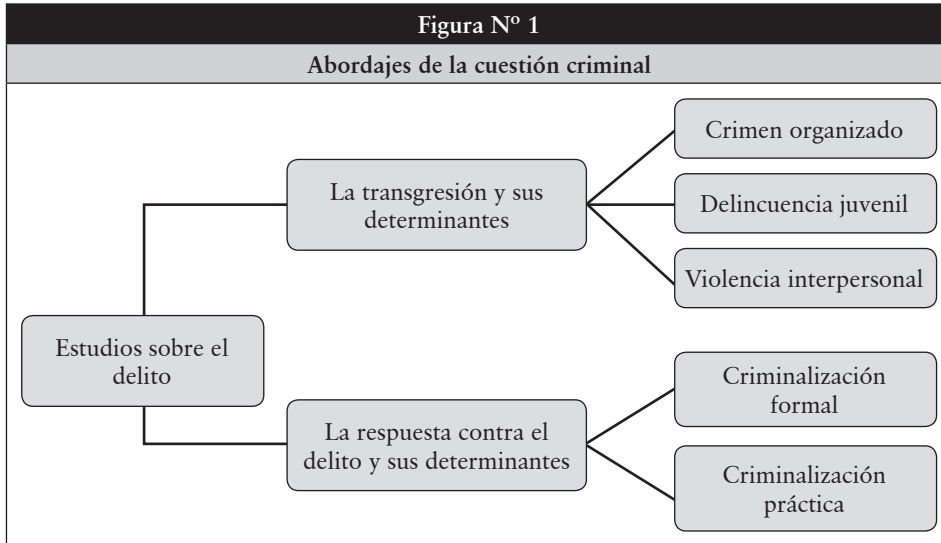 Figura Nº 1
Abordajes de la cuestión criminal
Estudios sobre el
delito
La transgresión y sus
determinantes
Crimen organizado
Delincuencia juvenil
Violencia interpersonal
La respuesta contra el
delito y sus determinantes
Criminalización
formal
Criminalización
práctica